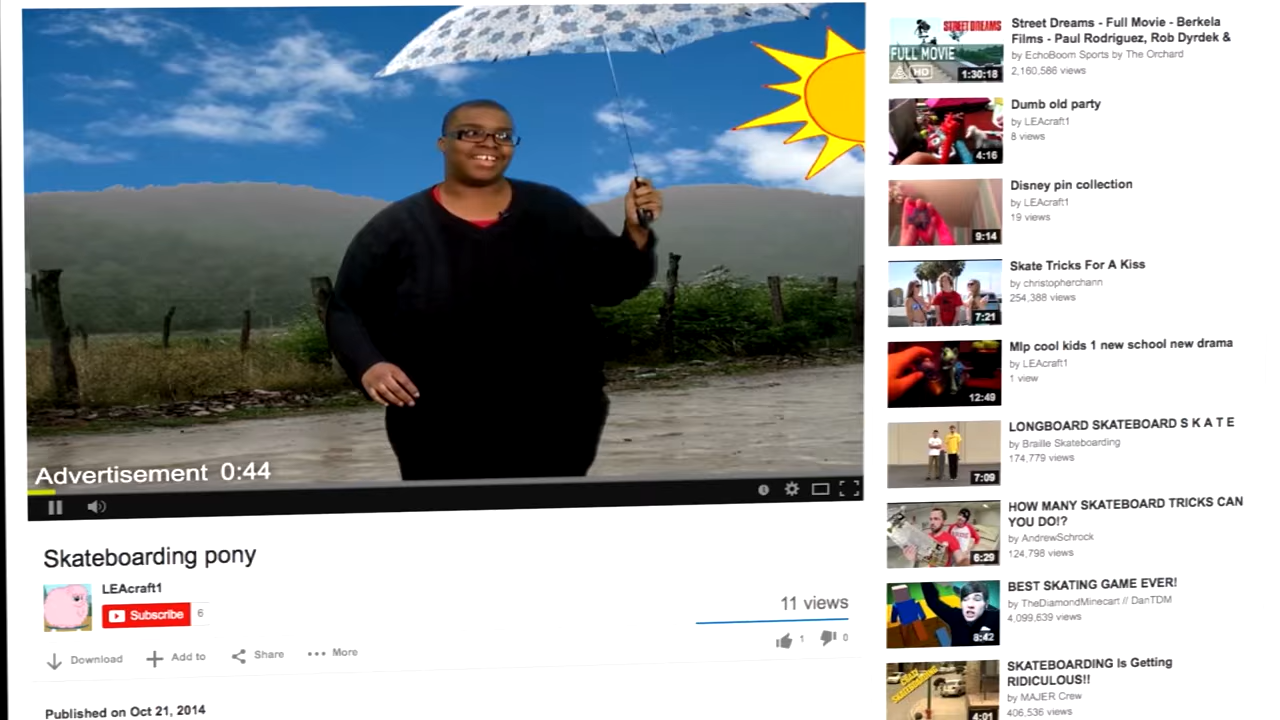 Advertisement 0:44
Skateboarding pony
LEAcraft1
Subscribe 6
11 views
1 0
Download Add to Share More
Published on Oct 21, 2014
STREET DREAMS
FULL MOVIE
HD
1:30:18
Street Dreams - Full Movie - Berkela
Films - Paul Rodriguez, Rob Dyrdek &
by EchoBoom Sports by The Orchard
2,160,586 views
4:16
Dumb old party
by LEAcraft1
8 views
9:14
Disney pin collection
by LEAcraft1
19 views
7:21
Skate Tricks For A Kiss
by christopherchann
254,388 views
12:49
Mlp cool kids 1 new school new drama
by LEAcraft1
1 view
7:09
LONGBOARD SKATEBOARD S K A T E
by Braille Skateboarding
174,779 views
6:29
HOW MANY SKATEBOARD TRICKS CAN
YOU DO!?
by AndrewSchrock
124,798 views
8:42
BEST SKATING GAME EVER!
by TheDiamondMinecart // DanTDM
4,099,639 views
CRAZY
SKATEBOARDING
4:01
SKATEBOARDING Is Getting
RIDICULOUS!!
by MAJER Crew
406,536 views